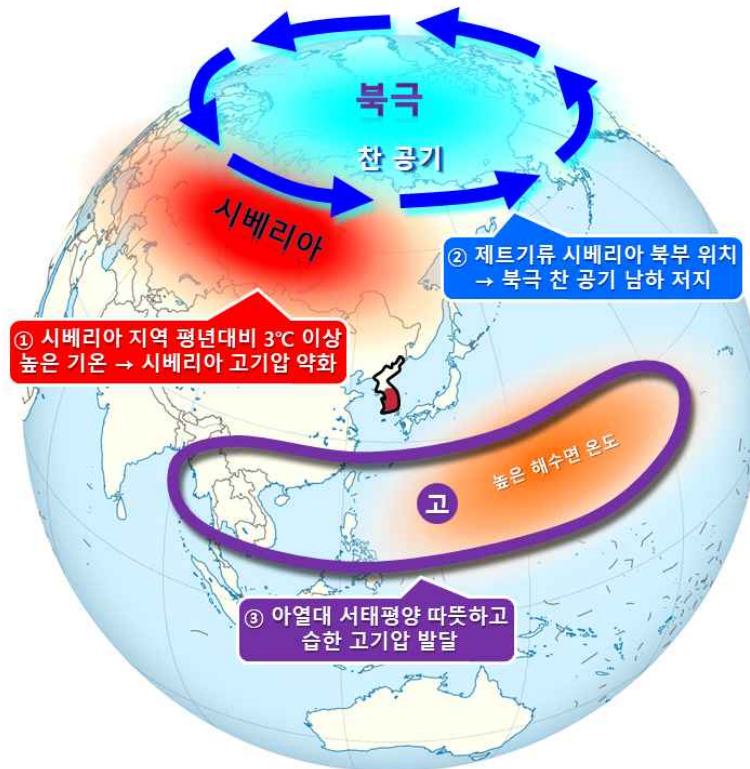 북극
찬 공기
시베리아
② 제트기류 시베리아 북부 위치
→ 북극 찬 공기 남하 저지
① 시베리아 지역 평년대비 3℃ 이상
높은 기온 → 시베리아 고기압 약화
높은 해수면 온도
고
③ 아열대 서태평양 따뜻하고
습한 고기압 발달